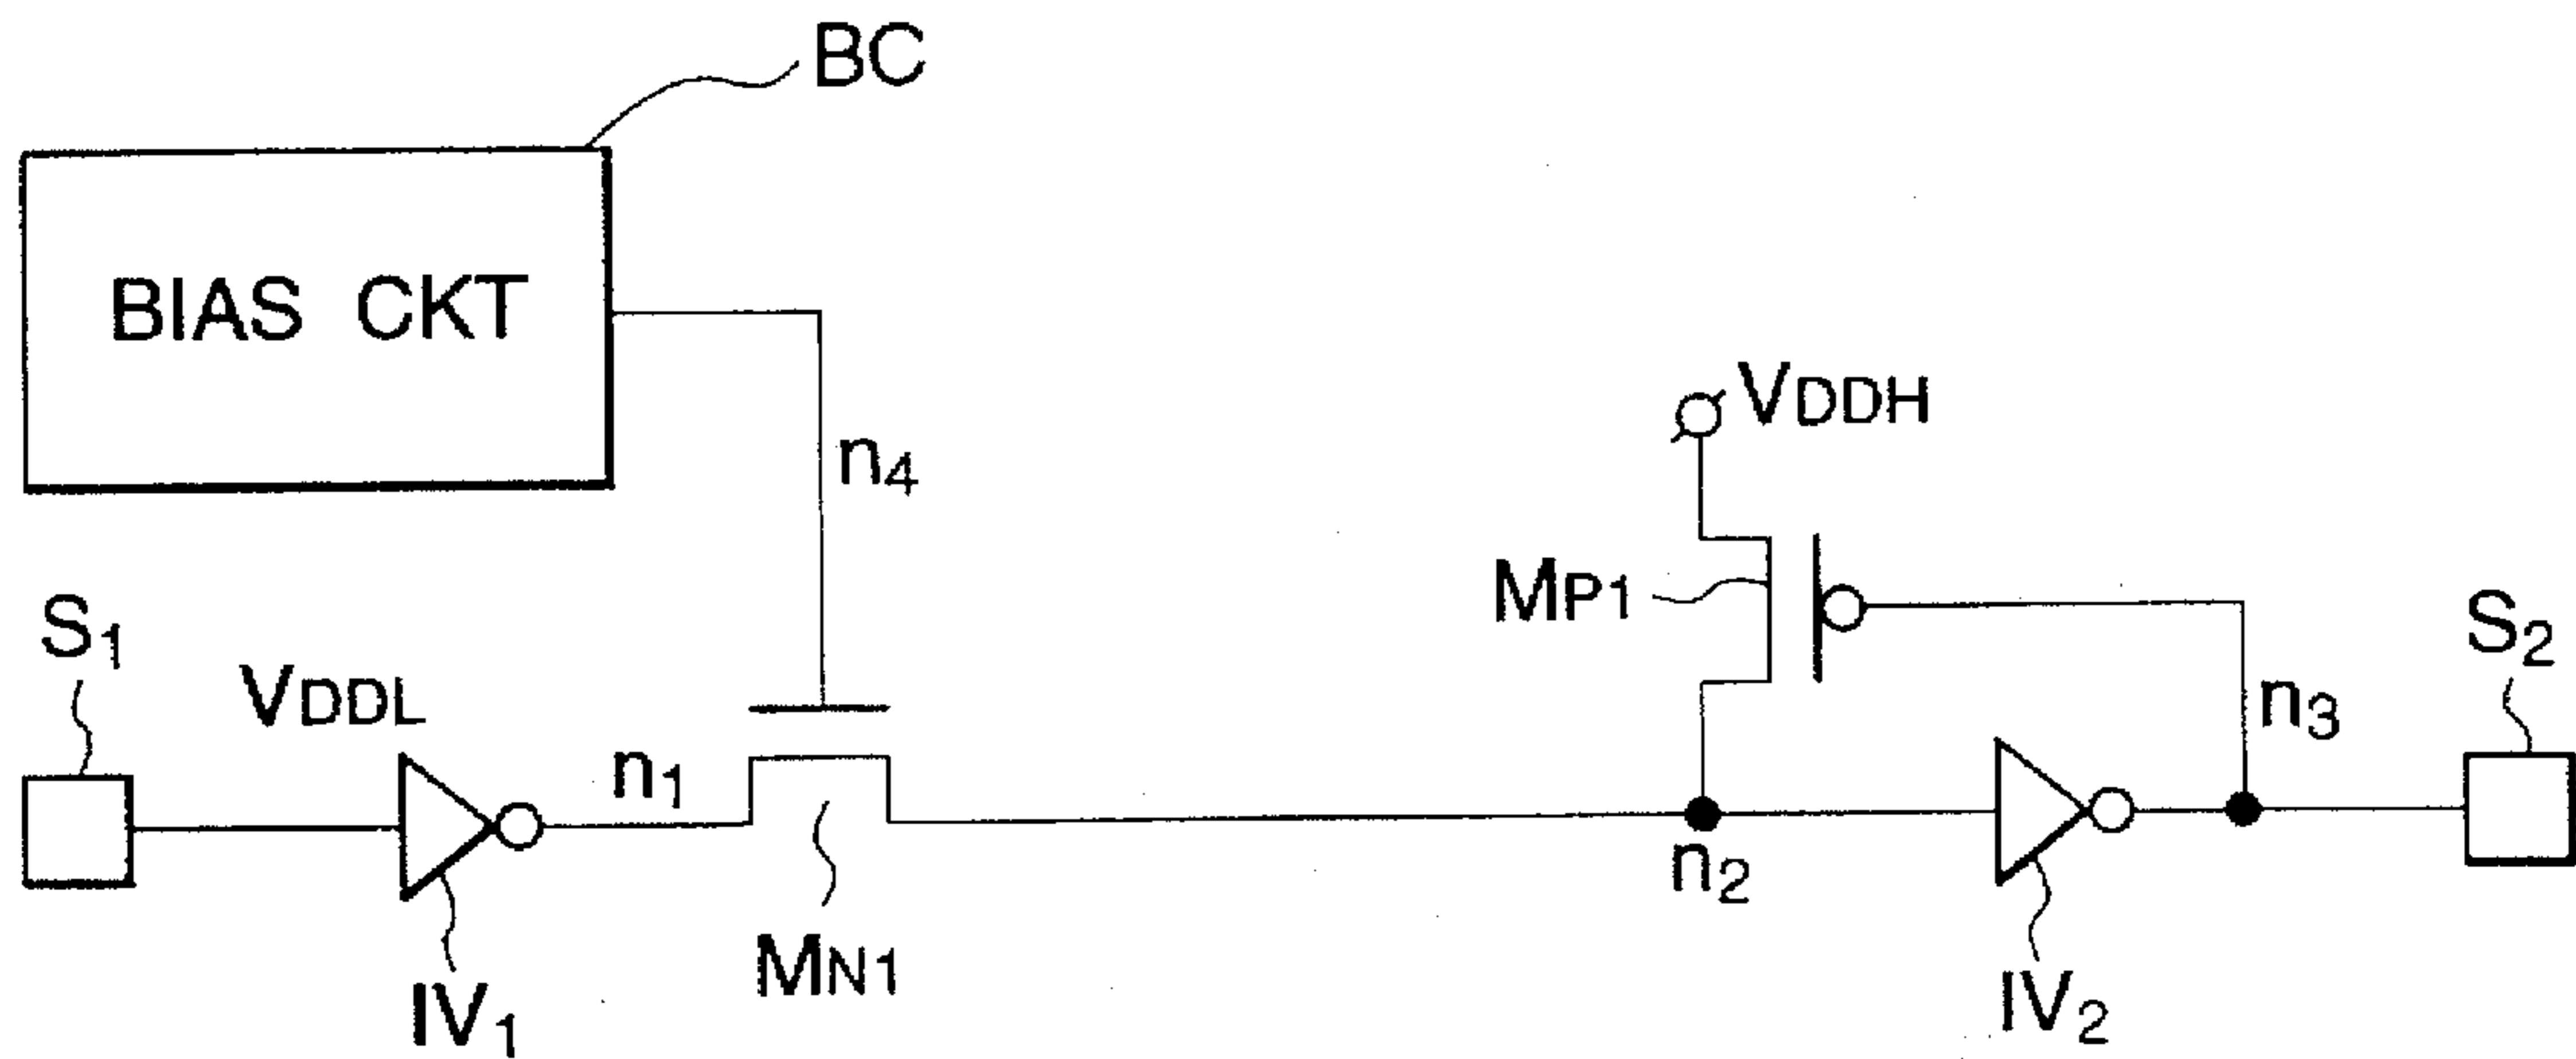 BC
BIAS CKT
n4
VDDH
MP1
S1
VDDL
n1
n3
S2
n2
MN1
IV1
IV2